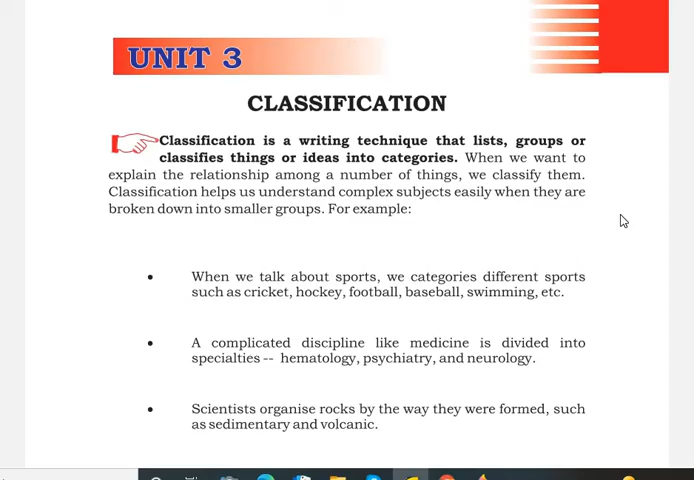 UNIT 3
CLASSIFICATION
Classification is a writing technique that lists, groups or
classifies things or ideas into categories. When we want to
explain the relationship among a number of things, we classify them.
Classification helps us understand complex subjects easily when they are
broken down into smaller groups. For example:
• When we talk about sports, we categories different sports
such as cricket, hockey, football, baseball, swimming, etc.
• A complicated discipline like medicine is divided into
specialties -- hematology, psychiatry, and neurology.
• Scientists organise rocks by the way they were formed, such
as sedimentary and volcanic.